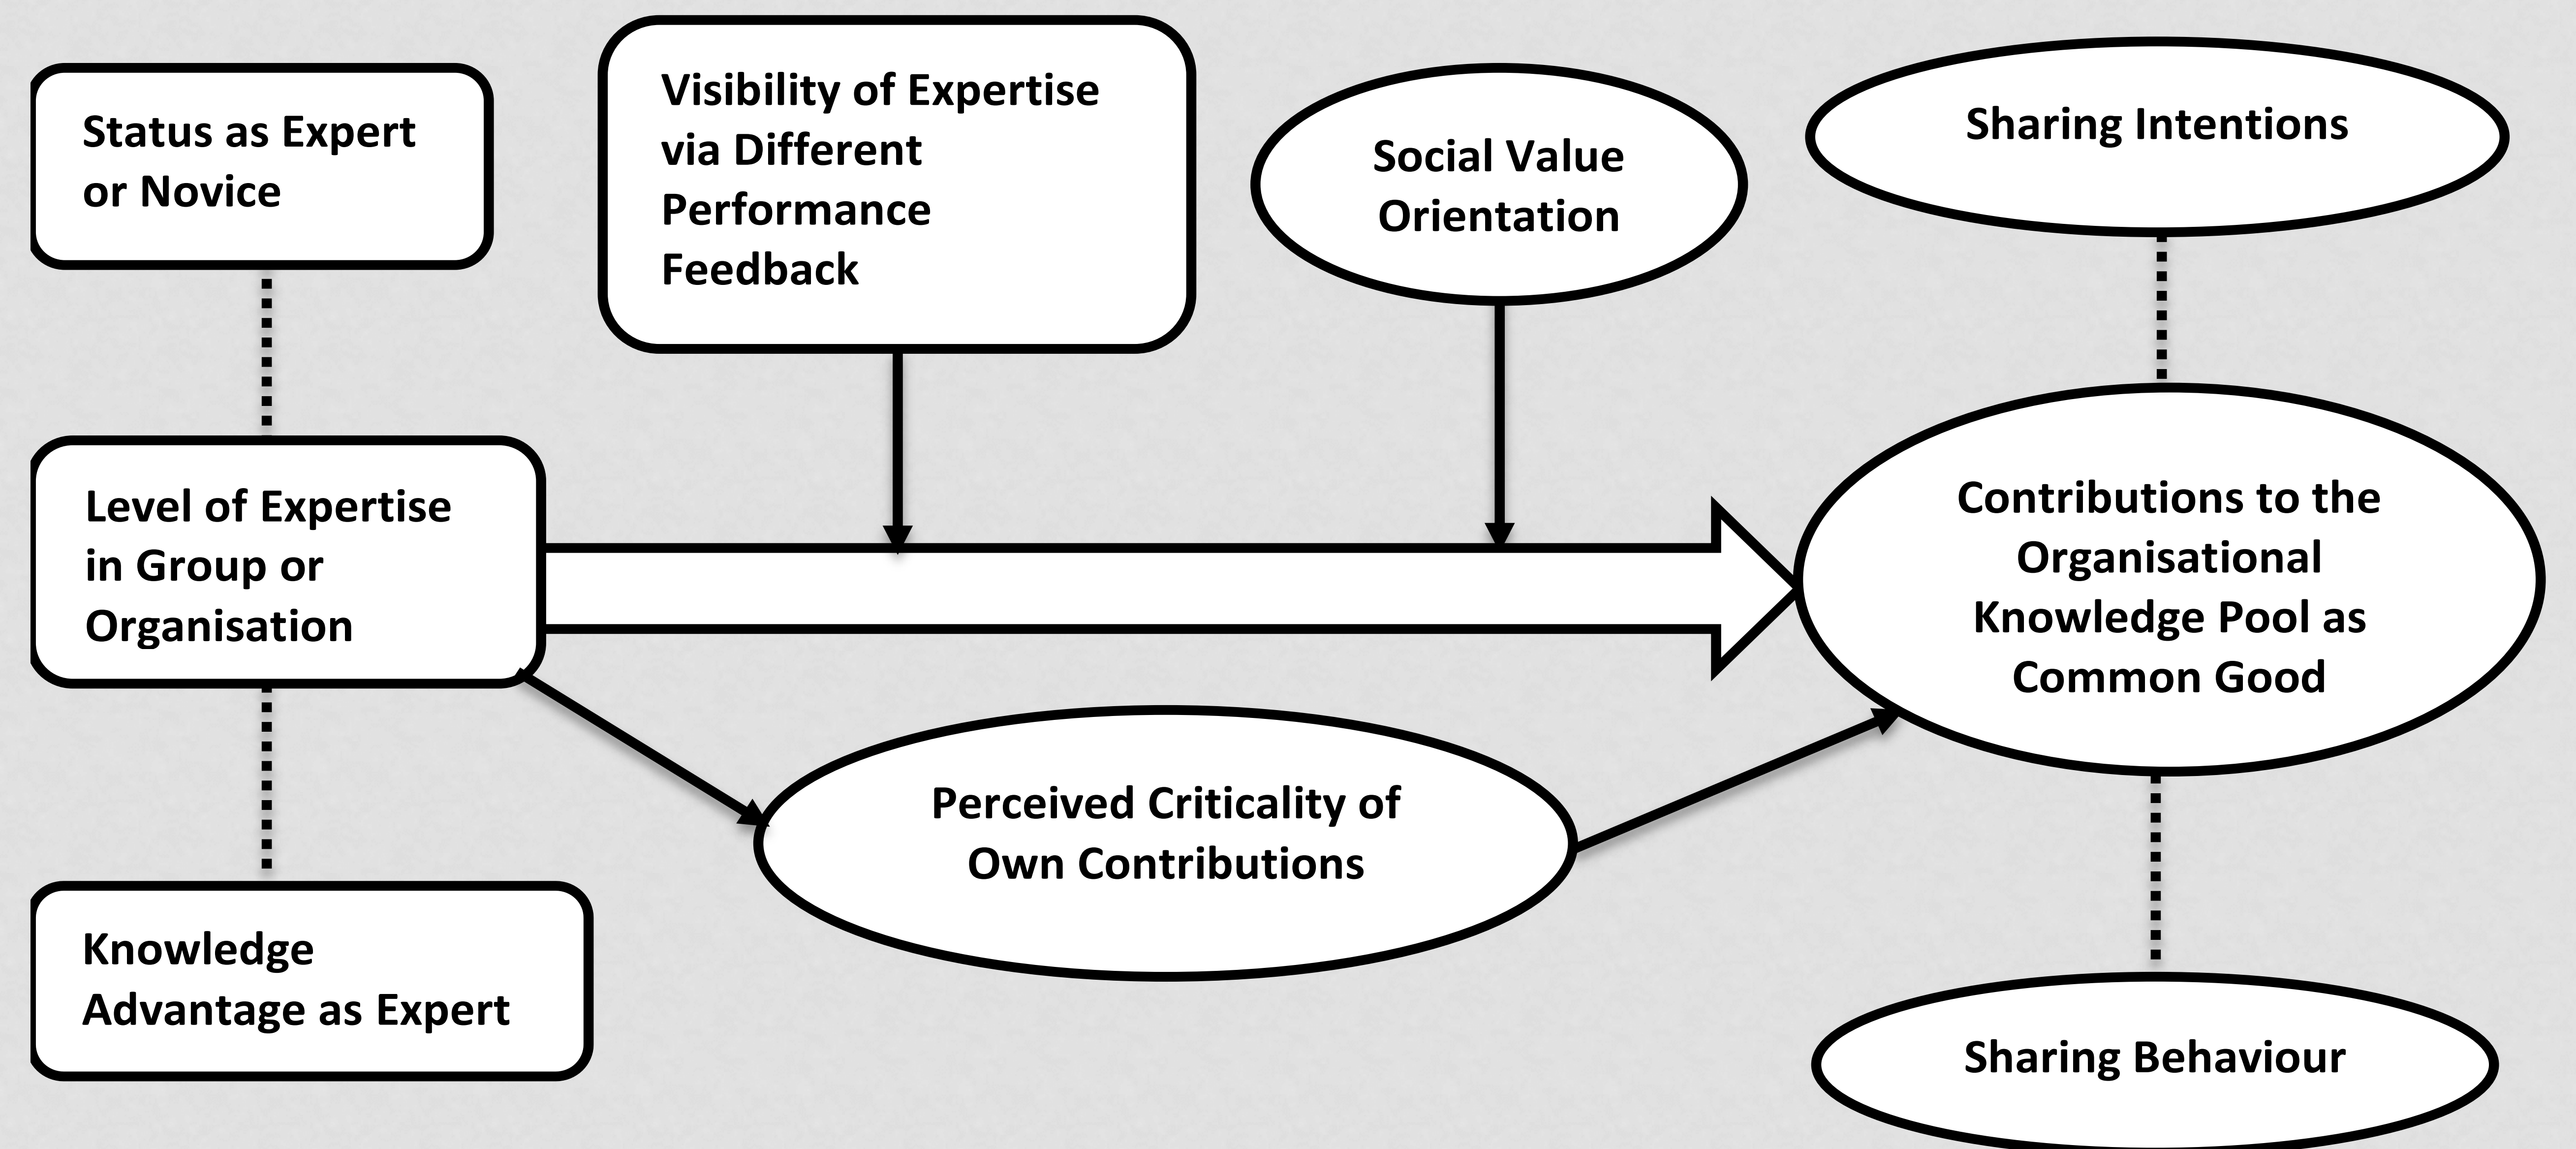 Status as Expert
or Novice
Visibility of Expertise
via Different
Performance
Feedback
Social Value
Orientation
Sharing Intentions
Level of Expertise
in Group or
Organisation
Contributions to the
Organisational
Knowledge Pool as
Common Good
Perceived Criticality of
Own Contributions
Knowledge
Advantage as Expert
Sharing Behaviour